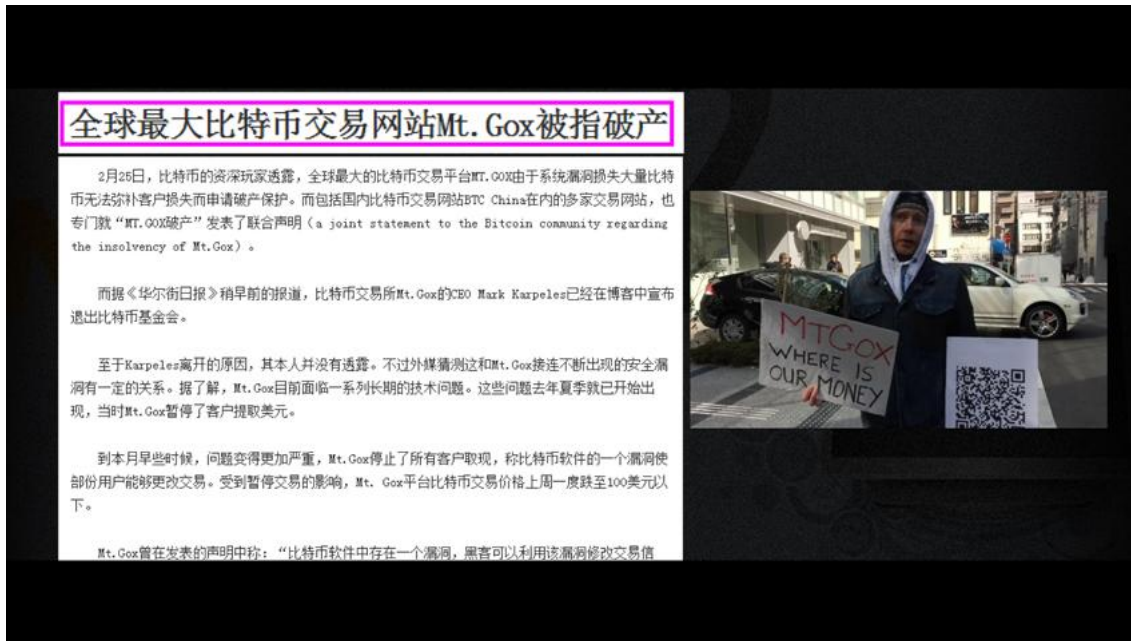 全球最大比特币交易网站Mt.Gox被指破产
2月25日，比特币的资深玩家透露，全球最大的比特币交易平台MT.GOX由于系统漏洞损失大量比特
币无法弥补客户损失而申请破产保护。而包括国内比特币交易网站BTC China在内的多家交易网站，也
专门就“MT.GOX破产”发表了联合声明（a joint statement to the Bitcoin community regarding
the insolvency of Mt.Gox）。
而据《华尔街日报》稍早前的报道，比特币交易所Mt.Gox的CEO Mark Karpeles已经在博客中宣布
退出比特币基金会。
至于Karpeles离开的原因，其本人并没有透露。不过外媒猜测这和Mt.Gox接连不断出现的安全漏
洞有一定的关系。据了解，Mt.Gox目前面临一系列长期的技术问题。这些问题去年夏季就已开始出
现，当时Mt.Gox暂停了客户提取美元。
到本月早些时候，问题变得更加严重，Mt.Gox停止了所有客户取现，称比特币软件的一个漏洞使
部份用户能够更改交易。受到暂停交易的影响，Mt. Gox平台比特币交易价格上周一度跌至100美元以
下。
Mt.Gox曾在发表的声明中称：“比特币软件中存在一个漏洞，黑客可以利用该漏洞修改交易信
MTGOX
WHERE IS
OUR MONEY